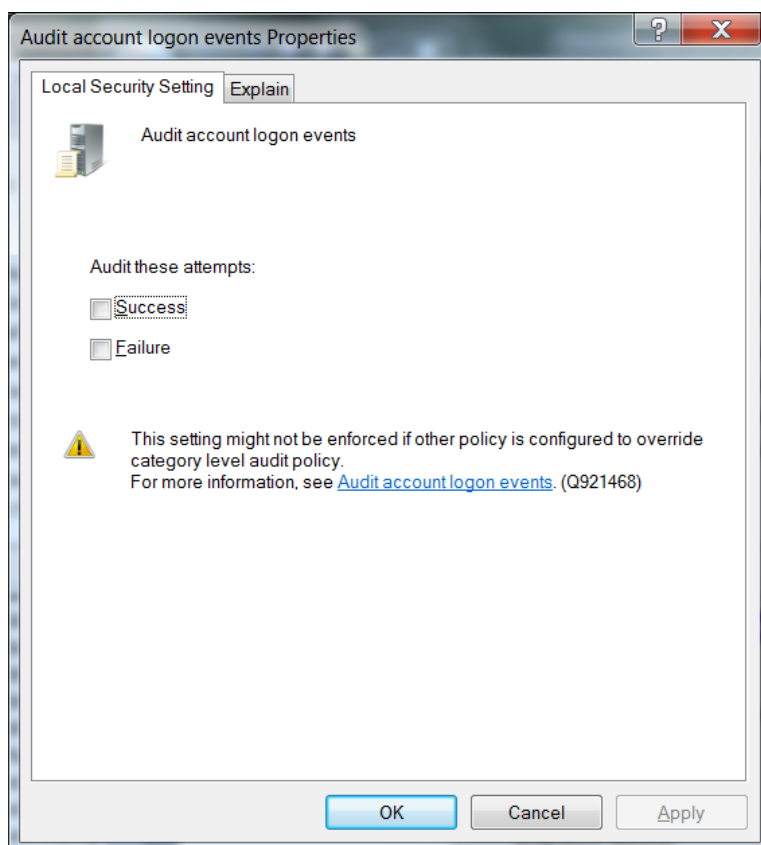 Audit account logon events Properties
Local Security Setting Explain
Audit account logon events
Audit these attempts:
Success
Failure
This setting might not be enforced if other policy is configured to override
category level audit policy.
For more information, see Audit account logon events. (Q921468)
OK Cancel Apply